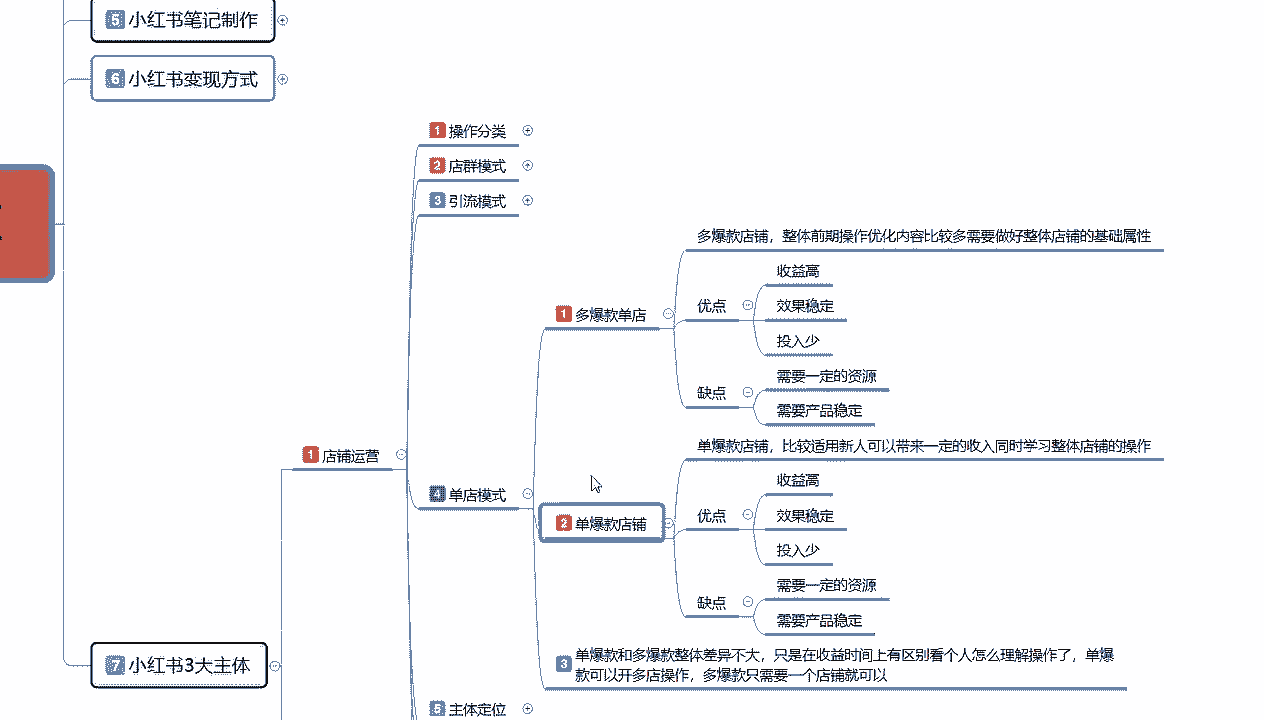 5 小红书笔记制作
6 小红书变现方式
1 操作分类
2 店群模式
3 引流模式
多爆款店铺，整体前期操作优化内容比较多需要做好整体店铺的基础属性
收益高
优点
效果稳定
1 多爆款单店
投入少
需要一定的资源
缺点
需要产品稳定
单爆款店铺，比较适用新人可以带来一定的收入同时学习整体店铺的操作
1 店铺运营
收益高
4 单店模式
优点
效果稳定
2 单爆款店铺
投入少
需要一定的资源
缺点
需要产品稳定
3 单爆款和多爆款整体差异不大，只是在收益时间上有区别看个人怎么理解操作了，单爆
款可以开多店操作，多爆款只需要一个店铺就可以
7 小红书3大主体
5 主体定位